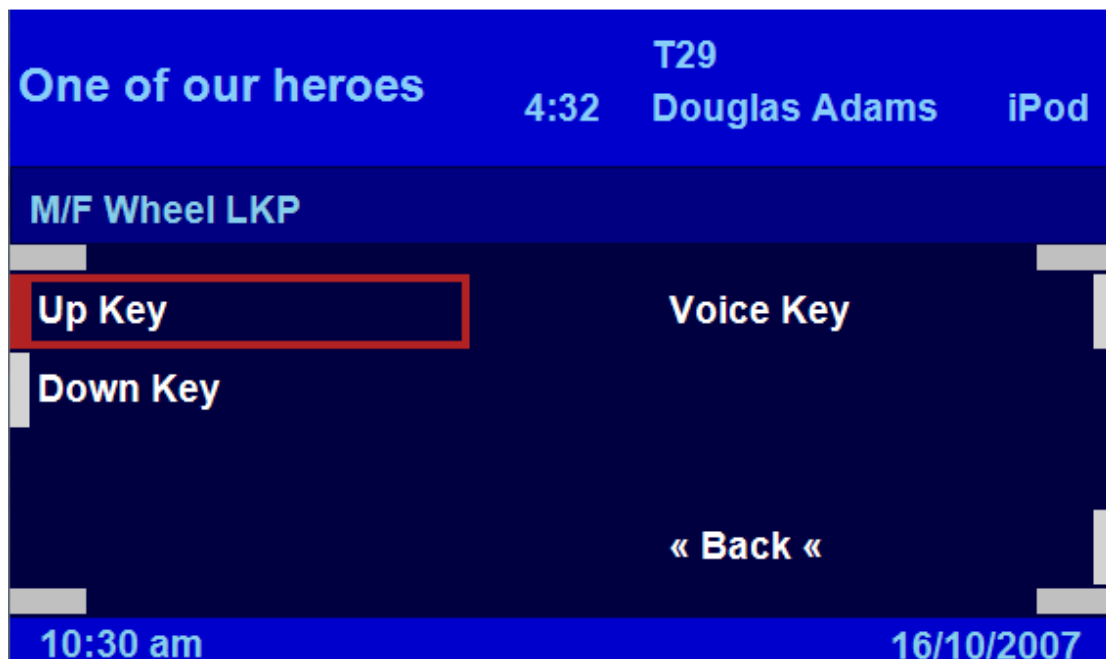 One of our heroes
4:32
T29
Douglas Adams
iPod
M/F Wheel LKP
Up Key
Voice Key
Down Key
« Back «
10:30 am
16/10/2007